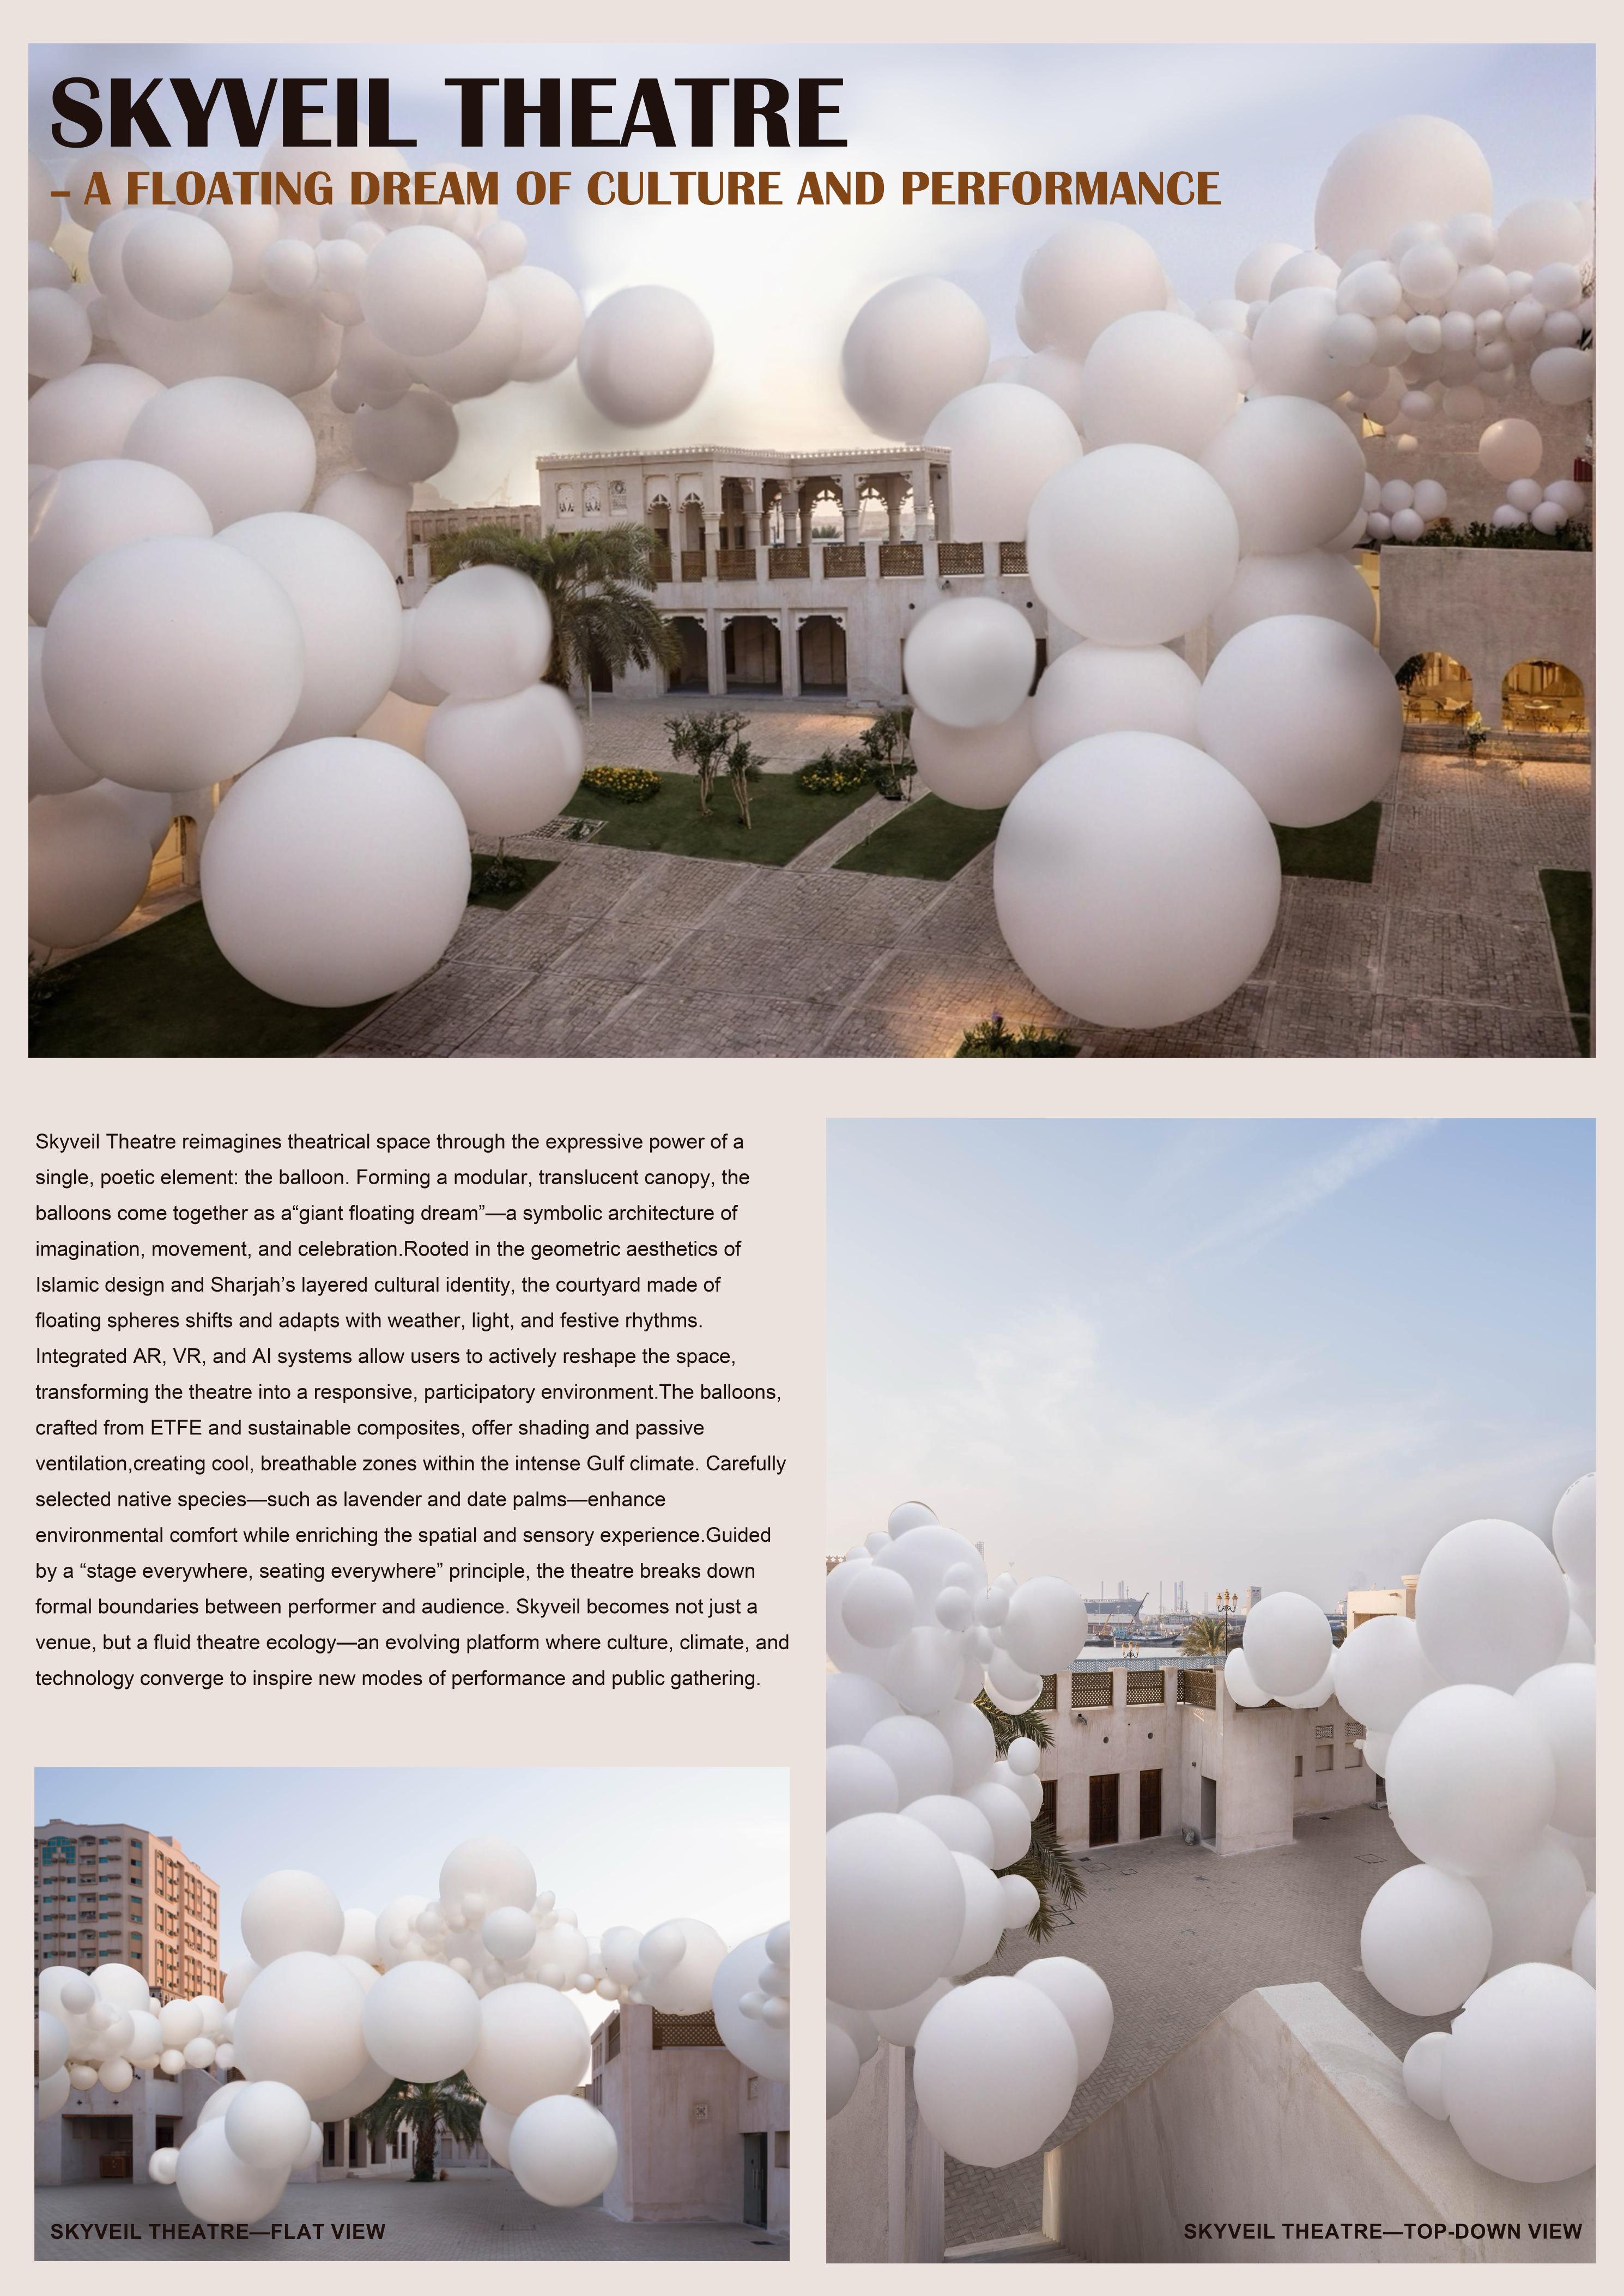 SKYVEIL THEATRE
– A FLOATING DREAM OF CULTURE AND PERFORMANCE
Skyveil Theatre reimagines theatrical space through the expressive power of a
single, poetic element: the balloon. Forming a modular, translucent canopy, the
balloons come together as a“giant floating dream”—a symbolic architecture of
imagination, movement, and celebration.Rooted in the geometric aesthetics of
Islamic design and Sharjah’s layered cultural identity, the courtyard made of
floating spheres shifts and adapts with weather, light, and festive rhythms.
Integrated AR, VR, and AI systems allow users to actively reshape the space,
transforming the theatre into a responsive, participatory environment.The balloons,
crafted from ETFE and sustainable composites, offer shading and passive
ventilation,creating cool, breathable zones within the intense Gulf climate. Carefully
selected native species—such as lavender and date palms—enhance
environmental comfort while enriching the spatial and sensory experience.Guided
by a “stage everywhere, seating everywhere” principle, the theatre breaks down
formal boundaries between performer and audience. Skyveil becomes not just a
venue, but a fluid theatre ecology—an evolving platform where culture, climate, and
technology converge to inspire new modes of performance and public gathering.
SKYVEIL THEATRE—FLAT VIEW
SKYVEIL THEATRE—TOP-DOWN VIEW